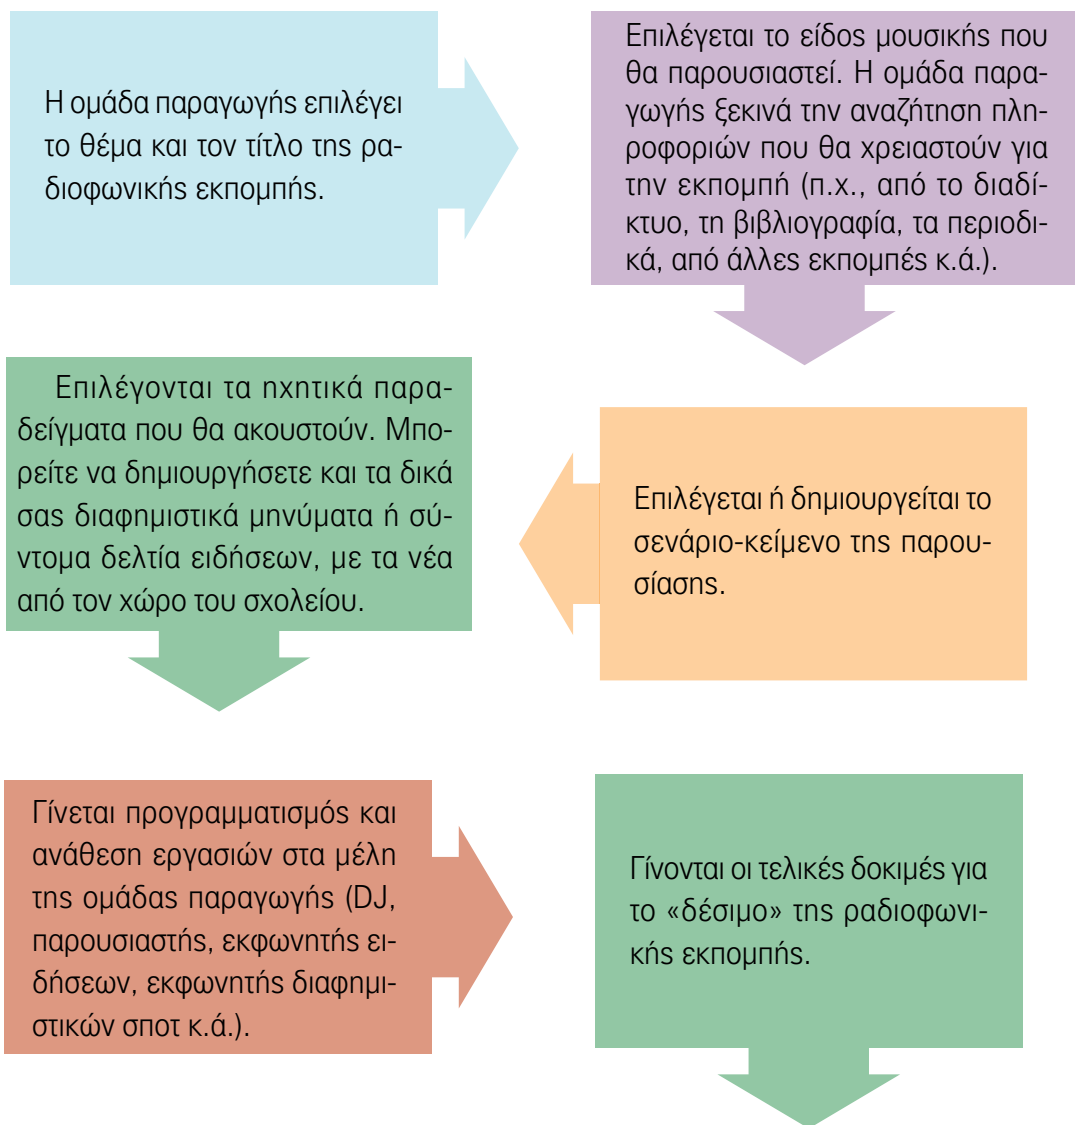 Η ομάδα παραγωγής επιλέγει
το θέμα και τον τίτλο της ρα-
διοφωνικής εκπομπής.
Επιλέγεται το είδος μουσικής που
θα παρουσιαστεί. Η ομάδα παρα-
γωγής ξεκινά την αναζήτηση πλη-
ροφοριών που θα χρειαστούν για
την εκπομπή (π.χ., από το διαδί-
κτυο, τη βιβλιογραφία, τα περιοδι-
κά, από άλλες εκπομπές κ.ά.).
Επιλέγεται ή δημιουργείται το
σενάριο-κείμενο της παρου-
σίασης.
Επιλέγονται τα ηχητικά παρα-
δείγματα που θα ακουστούν. Μπο-
ρείτε να δημιουργήσετε και τα δικά
σας διαφημιστικά μηνύματα ή σύ-
ντομα δελτία ειδήσεων, με τα νέα
από τον χώρο του σχολείου.
Γίνεται προγραμματισμός και
ανάθεση εργασιών στα μέλη
της ομάδας παραγωγής (DJ,
παρουσιαστής, εκφωνητής ει-
δήσεων, εκφωνητής διαφημι-
στικών σποτ κ.ά.).
Γίνονται οι τελικές δοκιμές για
το «δέσιμο» της ραδιοφωνι-
κής εκπομπής.